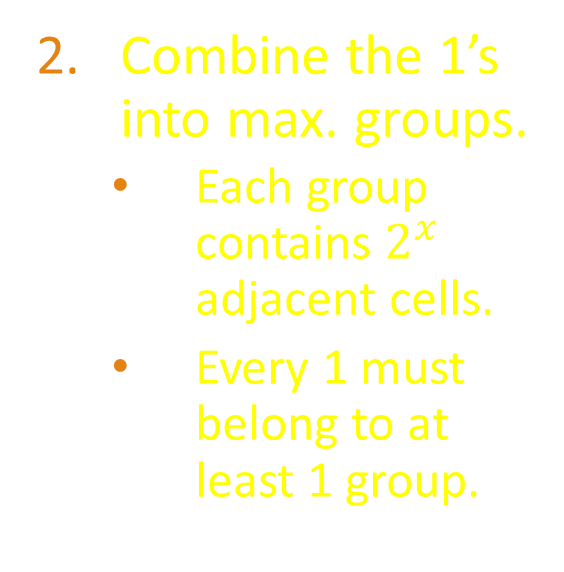 2. Combine the 1’s
into max. groups.
• Each group
contains 2ˣ
adjacent cells.
• Every 1 must
belong to at
least 1 group.